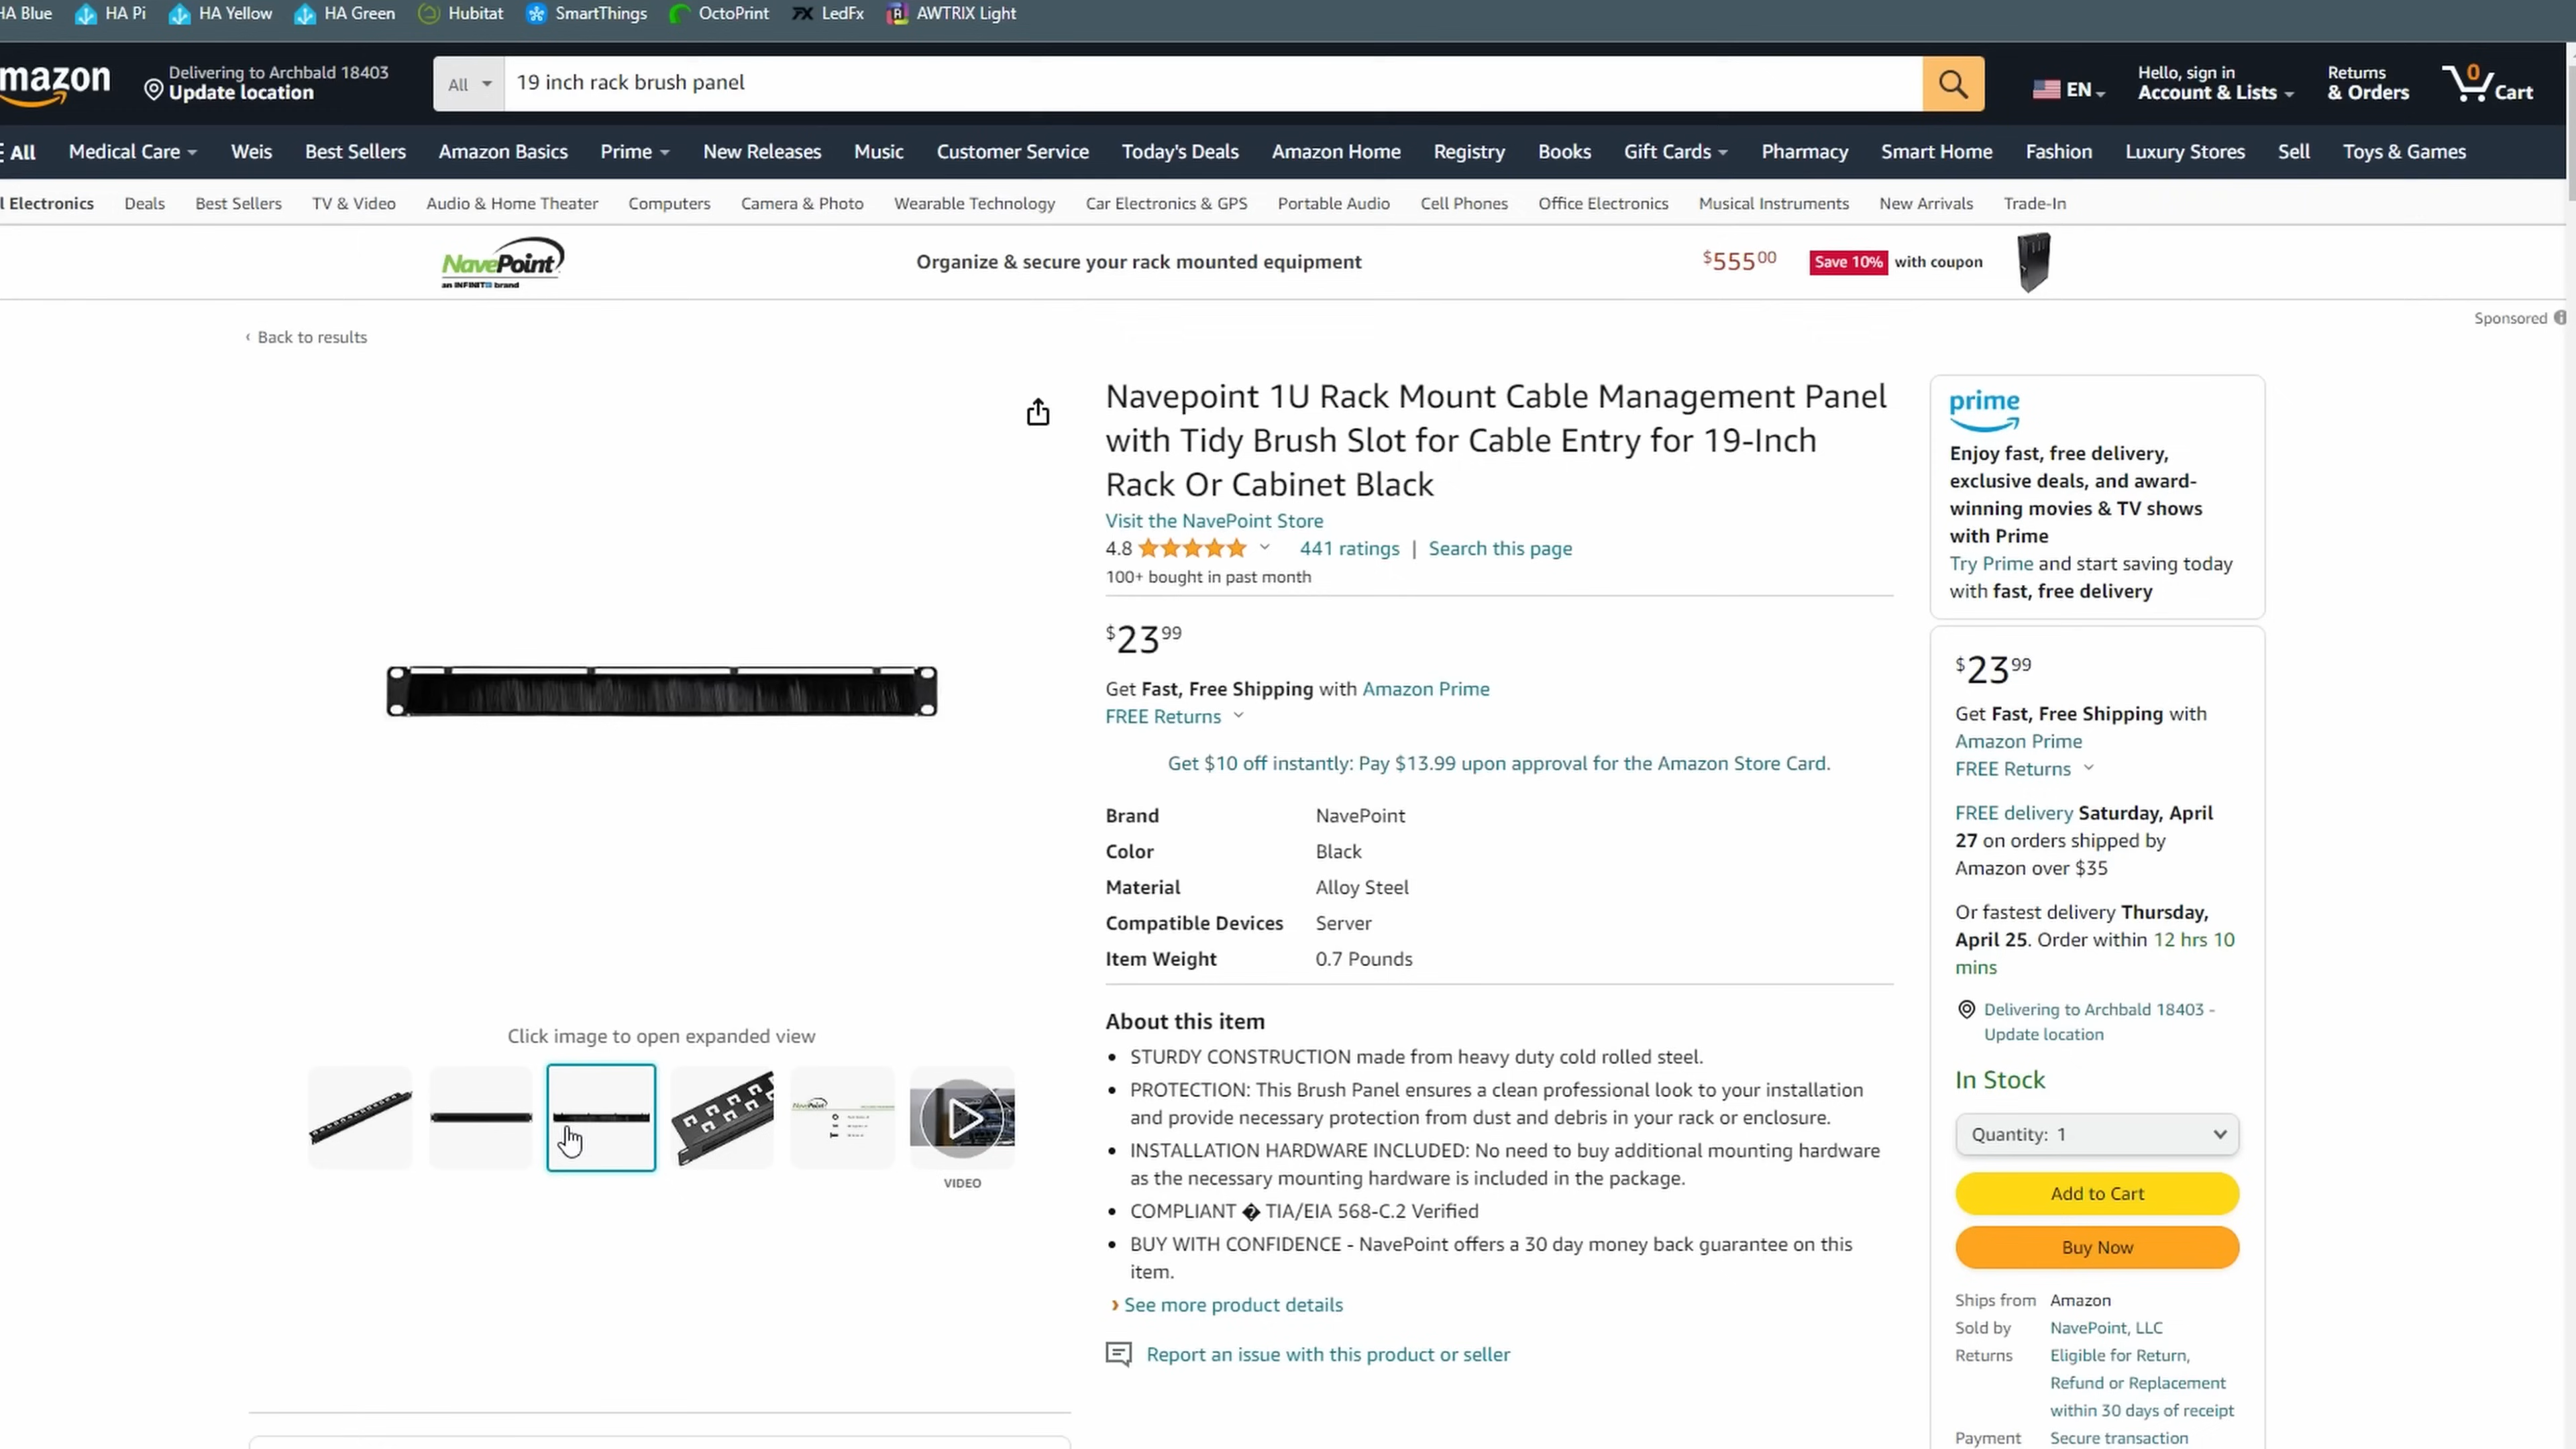 HA Blue
HA Pi
HA Yellow
HA Green
Hubitat
SmartThings
OctoPrint
LedFx
AWTRIX Light
mazon
Delivering to Archbald 18403
Update location
All
19 inch rack brush panel
EN
Hello, sign in
Account & Lists
Returns
& Orders
0
Cart
All
Medical Care
Weis
Best Sellers
Amazon Basics
Prime
New Releases
Music
Customer Service
Today's Deals
Amazon Home
Registry
Books
Gift Cards
Pharmacy
Smart Home
Fashion
Luxury Stores
Sell
Toys & Games
l Electronics
Deals
Best Sellers
TV & Video
Audio & Home Theater
Computers
Camera & Photo
Wearable Technology
Car Electronics & GPS
Portable Audio
Cell Phones
Office Electronics
Musical Instruments
New Arrivals
Trade-In
NavePoint
an INFINITE brand
Organize & secure your rack mounted equipment
$555 00
Save 10% with coupon
Sponsored
‹ Back to results
Navepoint 1U Rack Mount Cable Management Panel
with Tidy Brush Slot for Cable Entry for 19-Inch
Rack Or Cabinet Black
Visit the NavePoint Store
4.8
441 ratings | Search this page
100+ bought in past month
$23 99
Get Fast, Free Shipping with Amazon Prime
FREE Returns
Get $10 off instantly: Pay $13.99 upon approval for the Amazon Store Card.
Brand NavePoint
Color Black
Material Alloy Steel
Compatible Devices Server
Item Weight 0.7 Pounds
About this item
• STURDY CONSTRUCTION made from heavy duty cold rolled steel.
• PROTECTION: This Brush Panel ensures a clean professional look to your installation
and provide necessary protection from dust and debris in your rack or enclosure.
• INSTALLATION HARDWARE INCLUDED: No need to buy additional mounting hardware
as the necessary mounting hardware is included in the package.
• COMPLIANT � TIA/EIA 568-C.2 Verified
• BUY WITH CONFIDENCE - NavePoint offers a 30 day money back guarantee on this
item.
› See more product details
Report an issue with this product or seller
Click image to open expanded view
VIDEO
prime
Enjoy fast, free delivery,
exclusive deals, and award-
winning movies & TV shows
with Prime
Try Prime and start saving today
with fast, free delivery
$23 99
Get Fast, Free Shipping with
Amazon Prime
FREE Returns
FREE delivery Saturday, April
27 on orders shipped by
Amazon over $35
Or fastest delivery Thursday,
April 25. Order within 12 hrs 10
mins
Delivering to Archbald 18403 -
Update location
In Stock
Quantity: 1
Add to Cart
Buy Now
Ships from Amazon
Sold by NavePoint, LLC
Returns Eligible for Return,
Refund or Replacement
within 30 days of receipt
Payment Secure transaction